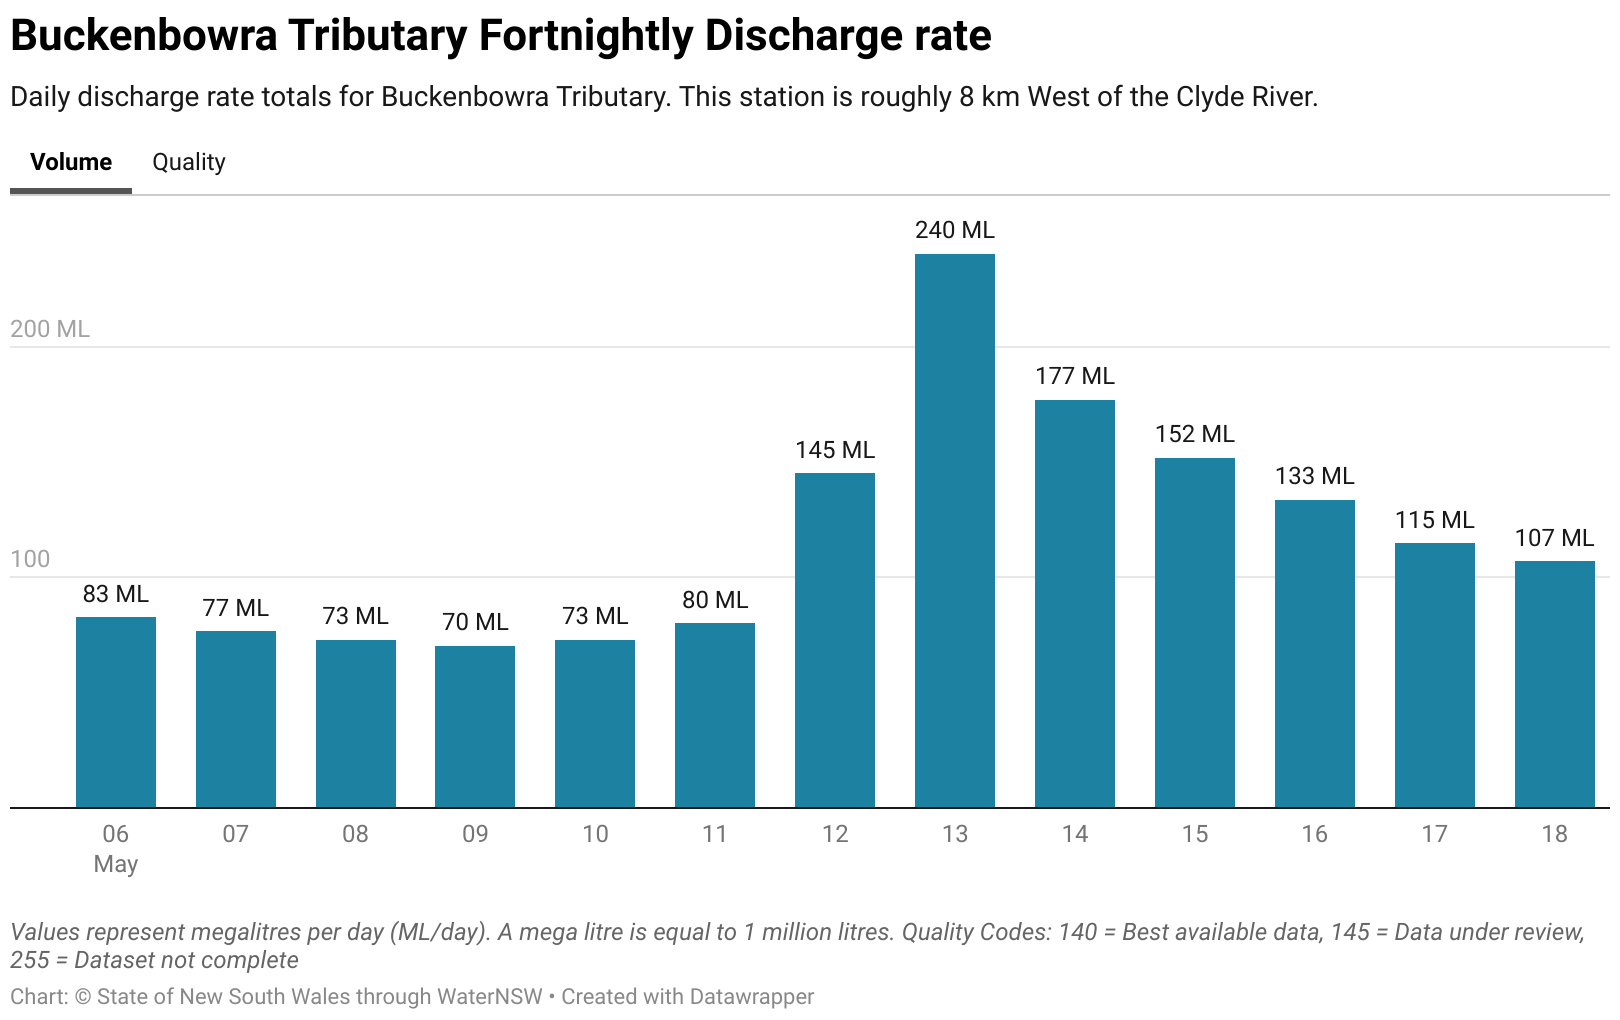 Buckenbowra Tributary Fortnightly Discharge rate
Daily discharge rate totals for Buckenbowra Tributary. This station is roughly 8 km West of the Clyde River.
Volume Quality
240 ML
200 ML
177 ML
152 ML
145 ML
133 ML
115 ML
107 ML
100
83 ML
77 ML
73 ML
70 ML
73 ML
80 ML
06 07 08 09 10 11 12 13 14 15 16 17 18
May
Values represent megalitres per day (ML/day). A mega litre is equal to 1 million litres. Quality Codes: 140 = Best available data, 145 = Data under review,
255 = Dataset not complete
Chart: © State of New South Wales through WaterNSW • Created with Datawrapper